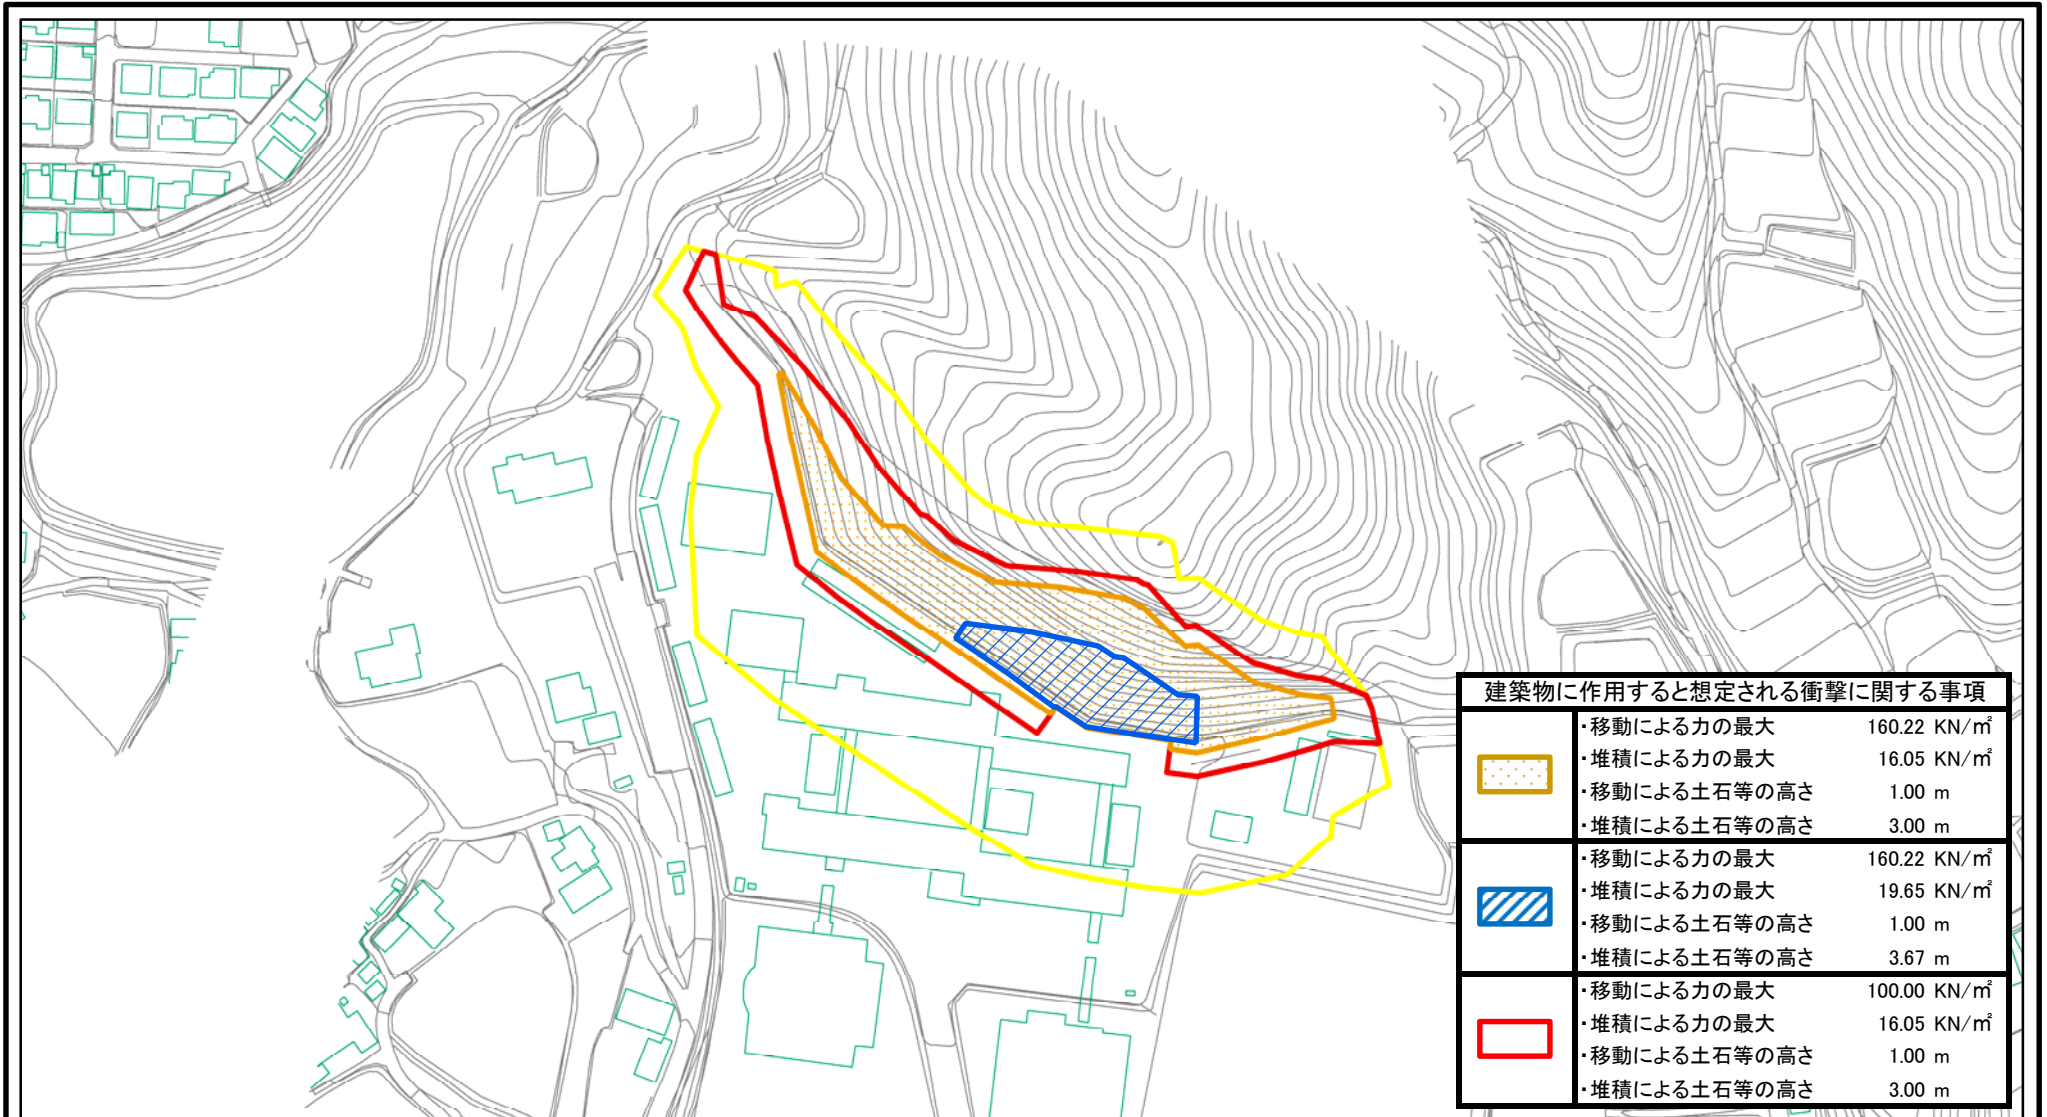 建築物に作用すると想定される衝撃に関する事項
・移動による力の最大 160.22 KN/㎡
・堆積による力の最大 16.05 KN/㎡
・移動による土石等の高さ 1.00 m
・堆積による土石等の高さ 3.00 m
・移動による力の最大 160.22 KN/㎡
・堆積による力の最大 19.65 KN/㎡
・移動による土石等の高さ 1.00 m
・堆積による土石等の高さ 3.67 m
・移動による力の最大 100.00 KN/㎡
・堆積による力の最大 16.05 KN/㎡
・移動による土石等の高さ 1.00 m
・堆積による土石等の高さ 3.00 m